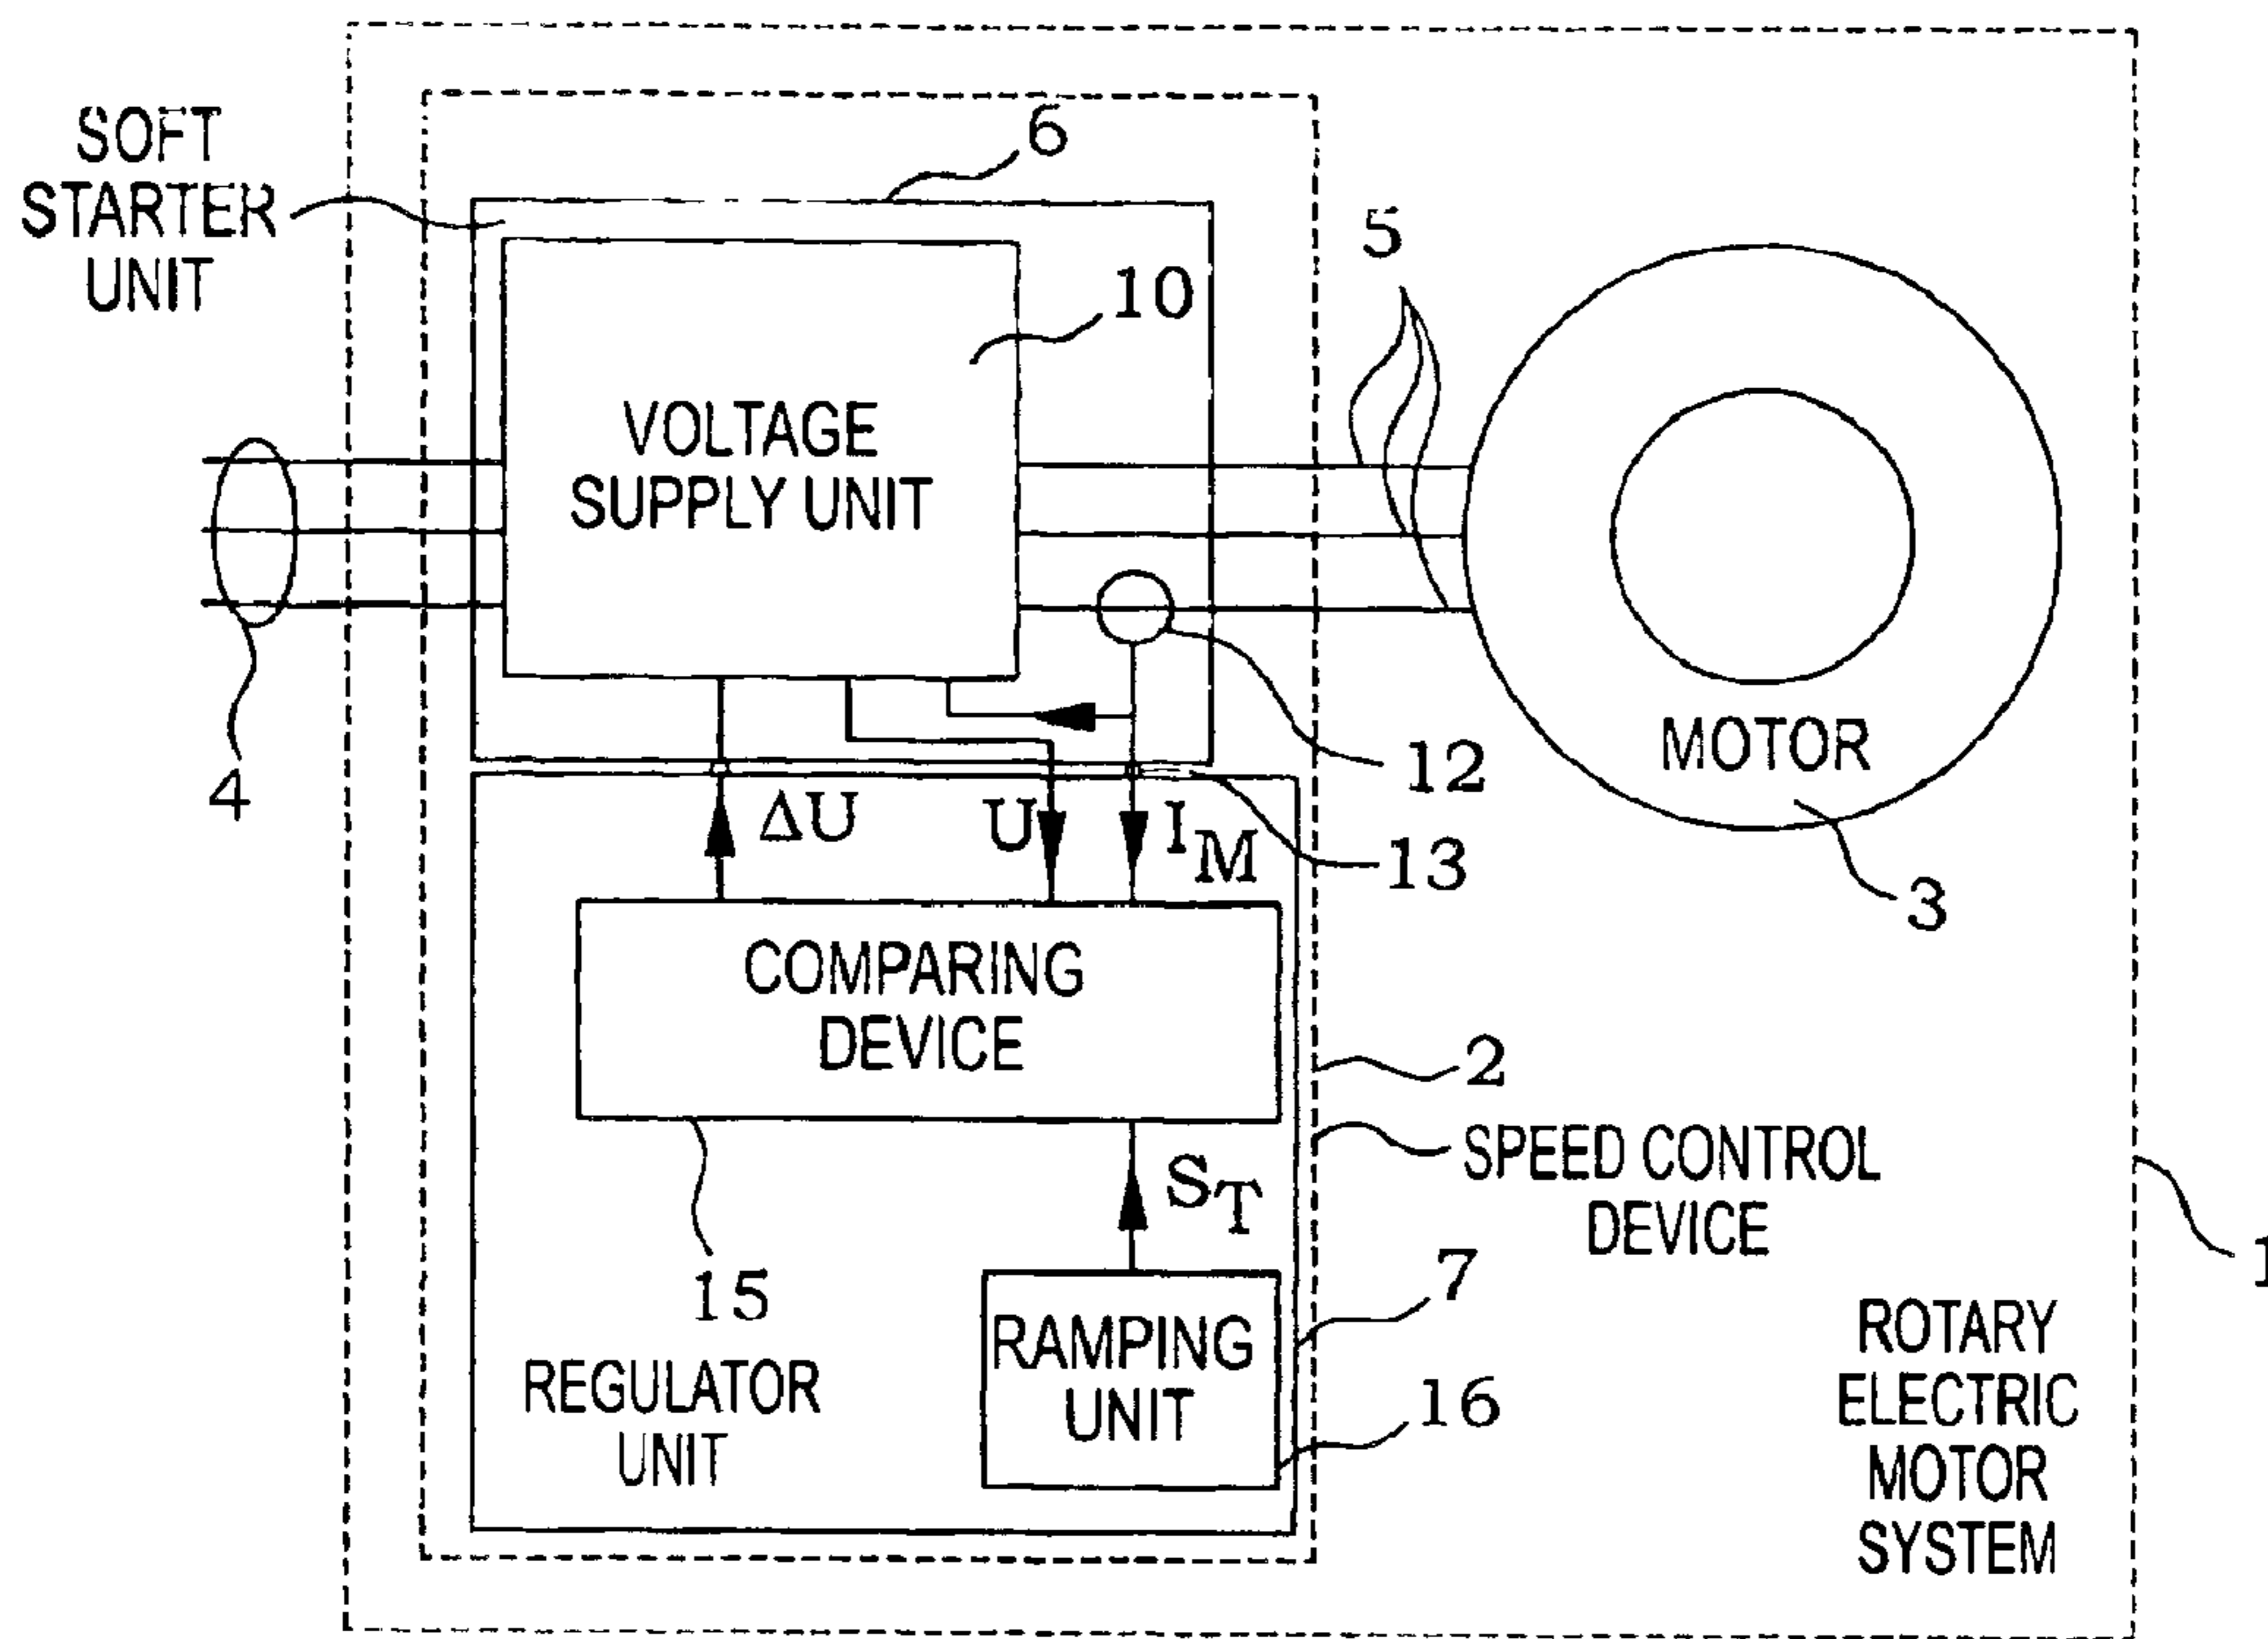 SOFT
STARTER
UNIT
6
5
10
VOLTAGE
SUPPLY UNIT
4
12
MOTOR
ΔU
U
I_M
13
3
COMPARING
DEVICE
2
SPEED CONTROL
DEVICE
S_T
15
7
1
RAMPING
UNIT
16
REGULATOR
UNIT
ROTARY
ELECTRIC
MOTOR
SYSTEM